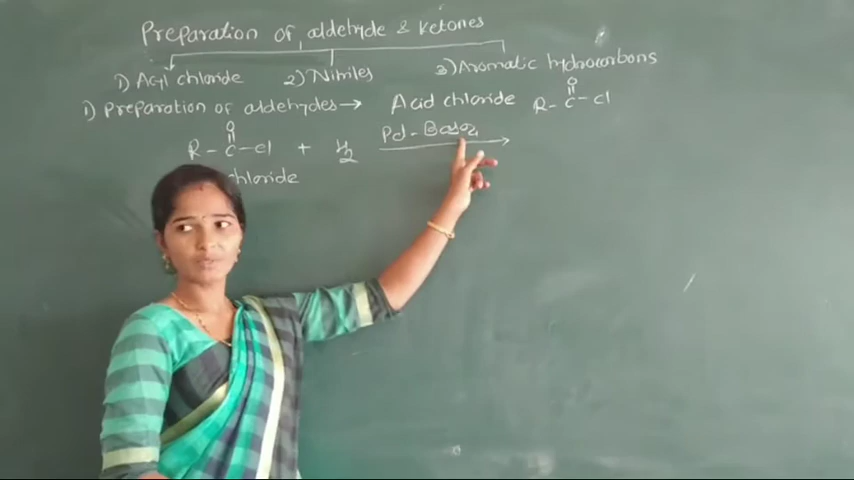 Preparation of aldehyde & ketones
1) Acyl chloride 2) Nitriles 3) Aromatic hydrocarbons
1) Preparation of aldehydes → Acid chloride R-C-Cl
O
O
R-C-Cl + H2 Pd-BaSO4 →
chloride